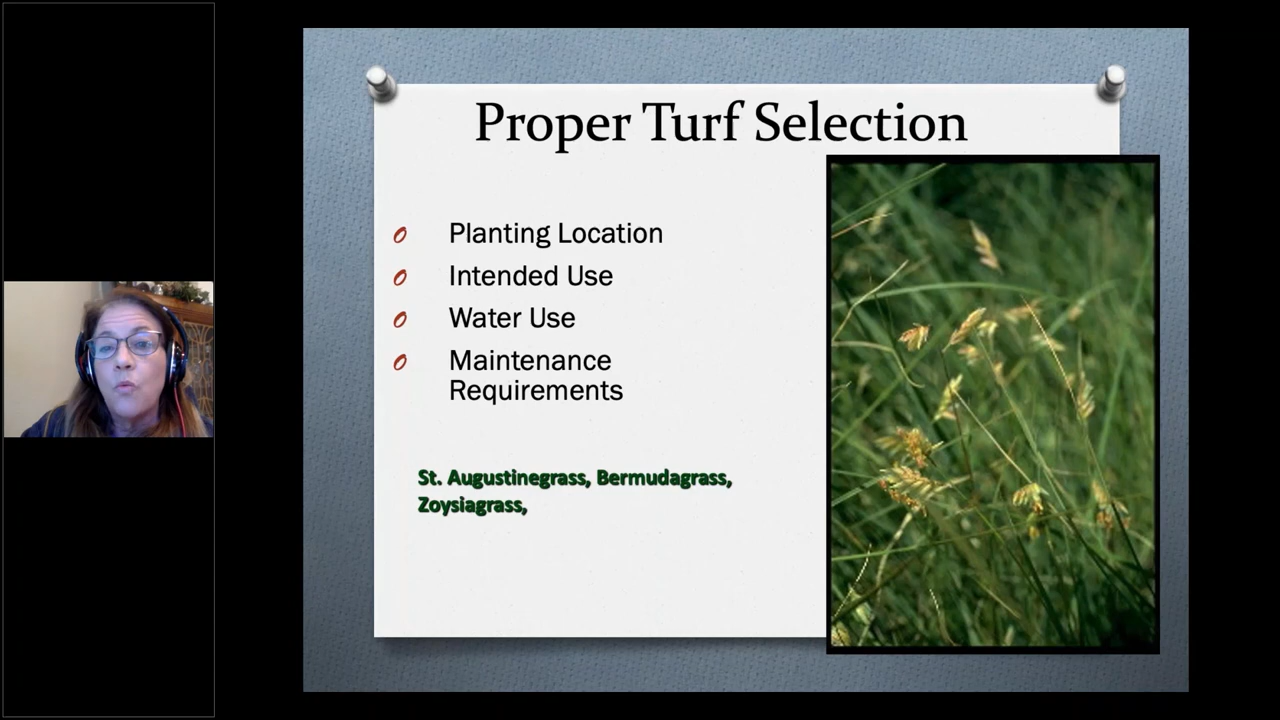 Proper Turf Selection
Planting Location
Intended Use
Water Use
Maintenance
Requirements
St. Augustinegrass, Bermudagrass,
Zoysiagrass,